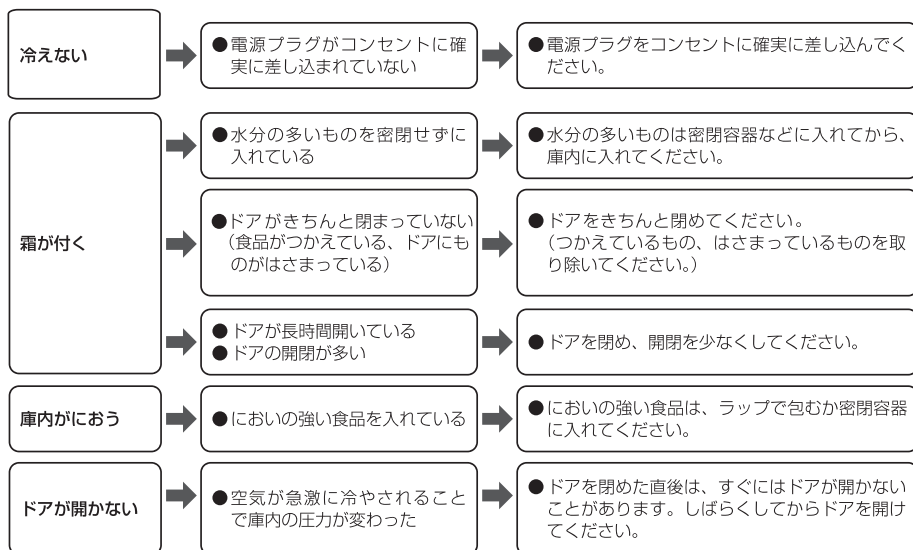 冷えない
●電源プラグがコンセントに確
実に差し込まれていない
●電源プラグをコンセントに確実に差し込んでく
ださい。
霜が付く
●水分の多いものを密閉せずに
入れている
●水分の多いものは密閉容器などに入れてから、
庫内に入れてください。
●ドアがきちんと閉まっていない
(食品がつかえている、ドアにも
のがはさまっている)
●ドアをきちんと閉めてください。
(つかえているもの、はさまっているものを取
り除いてください。)
●ドアが長時間開いている
●ドアの開閉が多い
●ドアを閉め、開閉を少なくしてください。
庫内がにおう
●においの強い食品を入れている
●においの強い食品は、ラップで包むか密閉容器
に入れてください。
ドアが開かない
●空気が急激に冷やされること
で庫内の圧力が変わった
●ドアを閉めた直後は、すぐにはドアが開かない
ことがあります。しばらくしてからドアを開け
てください。